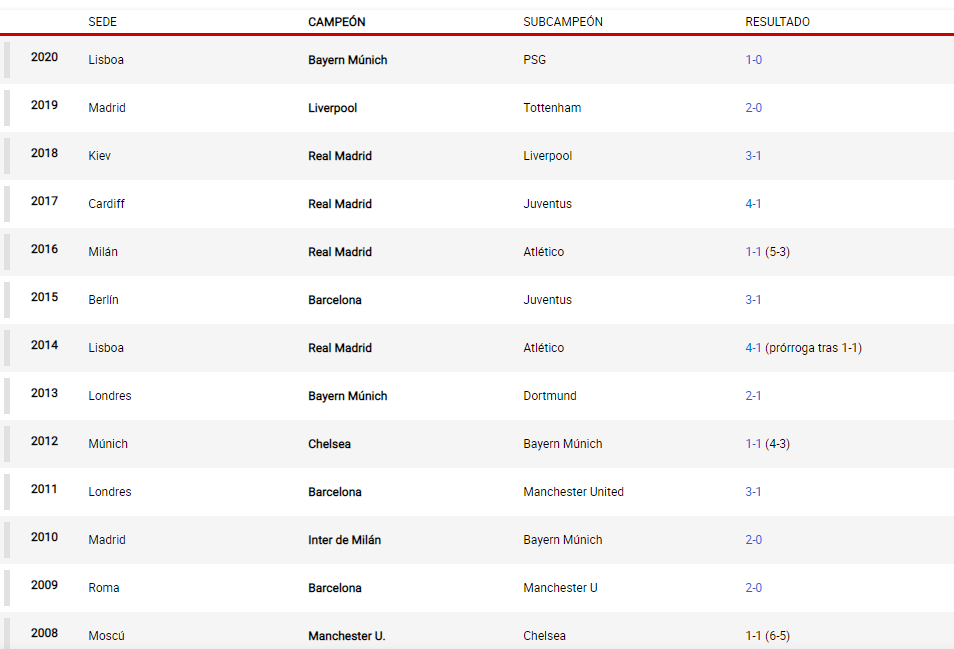 SEDE CAMPEÓN SUBCAMPEÓN RESULTADO
2020 Lisboa Bayern Múnich PSG 1-0
2019 Madrid Liverpool Tottenham 2-0
2018 Kiev Real Madrid Liverpool 3-1
2017 Cardiff Real Madrid Juventus 4-1
2016 Milán Real Madrid Atlético 1-1 (5-3)
2015 Berlín Barcelona Juventus 3-1
2014 Lisboa Real Madrid Atlético 4-1 (prórroga tras 1-1)
2013 Londres Bayern Múnich Dortmund 2-1
2012 Múnich Chelsea Bayern Múnich 1-1 (4-3)
2011 Londres Barcelona Manchester United 3-1
2010 Madrid Inter de Milán Bayern Múnich 2-0
2009 Roma Barcelona Manchester U 2-0
2008 Moscú Manchester U. Chelsea 1-1 (6-5)